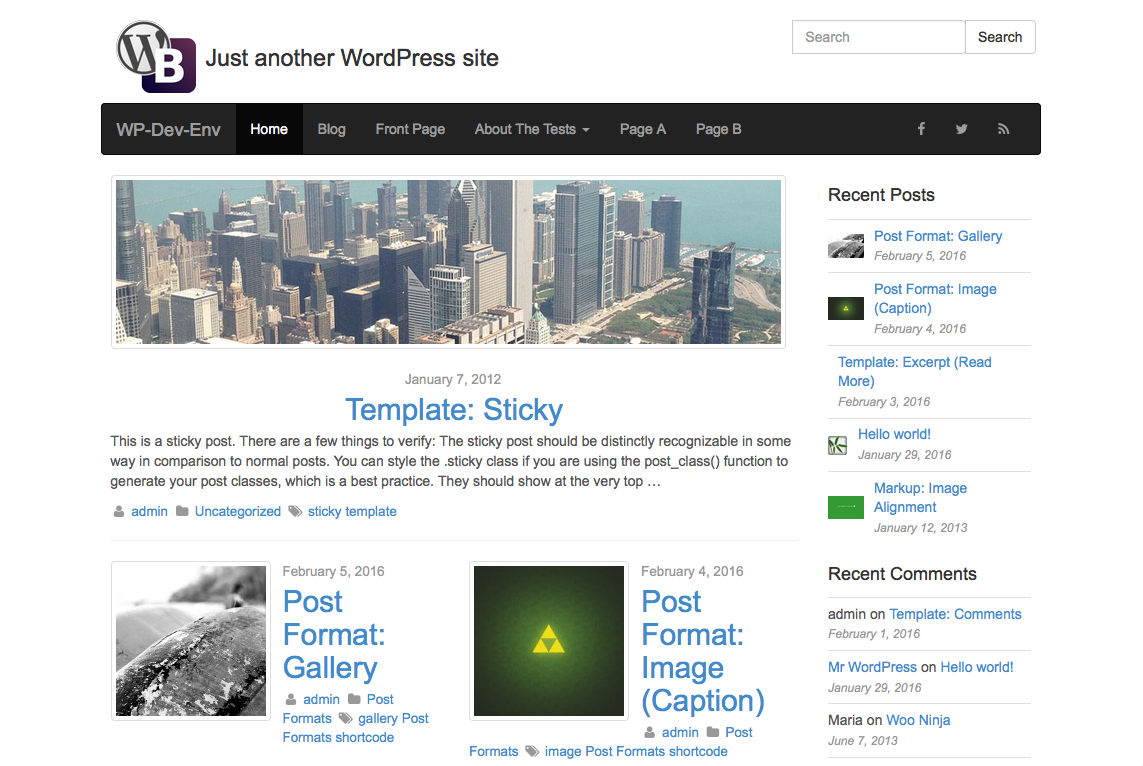 W
B
Just another WordPress site
Search
Search
WP-Dev-Env
Home
Blog
Front Page
About The Tests
Page A
Page B
January 7, 2012
Template: Sticky
This is a sticky post. There are a few things to verify: The sticky post should be distinctly recognizable in some
way in comparison to normal posts. You can style the .sticky class if you are using the post_class() function to
generate your post classes, which is a best practice. They should show at the very top …
admin Uncategorized sticky template
February 5, 2016
Post
Format:
Gallery
admin Post
Formats gallery Post
Formats shortcode
February 4, 2016
Post
Format:
Image
(Caption)
admin Post
Formats image Post Formats shortcode
Recent Posts
Post Format: Gallery
February 5, 2016
Post Format: Image
(Caption)
February 4, 2016
Template: Excerpt (Read
More)
February 3, 2016
Hello world!
January 29, 2016
Markup: Image
Alignment
January 12, 2013
Recent Comments
admin on Template: Comments
February 1, 2016
Mr WordPress on Hello world!
January 29, 2016
Maria on Woo Ninja
June 7, 2013